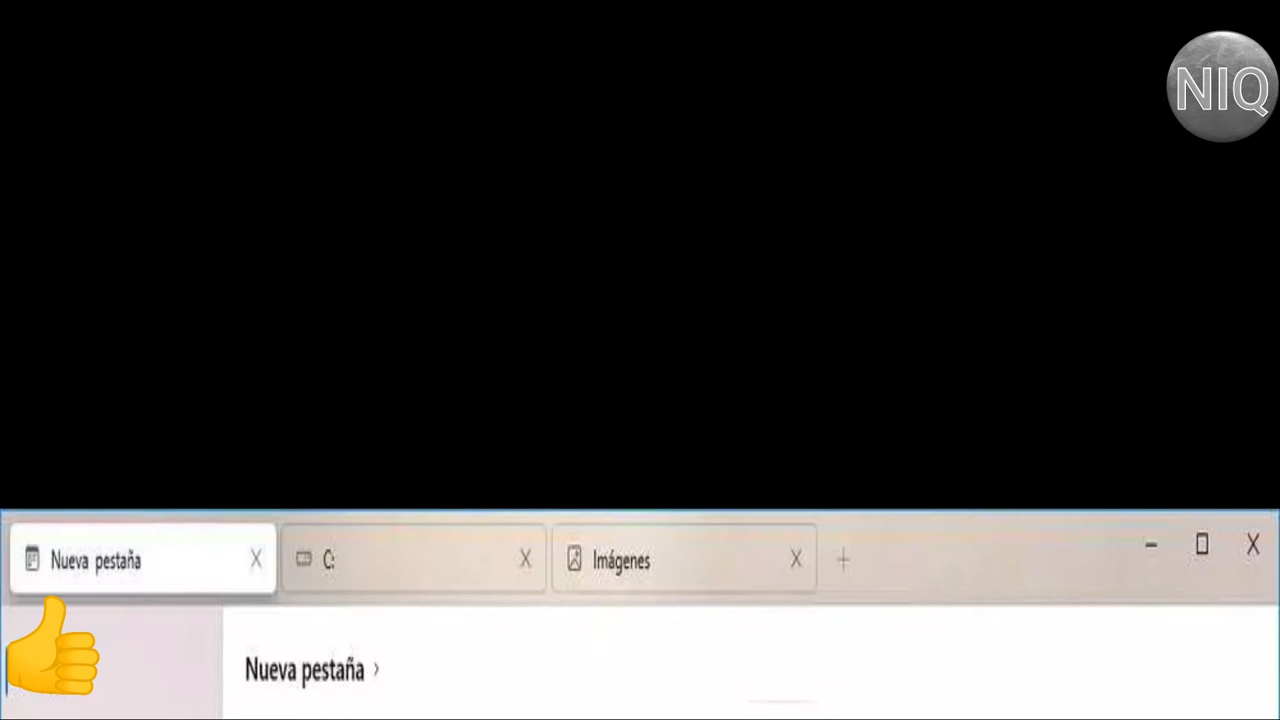 NIQ
Nueva pestaña
C:
Imágenes
Nueva pestaña ›